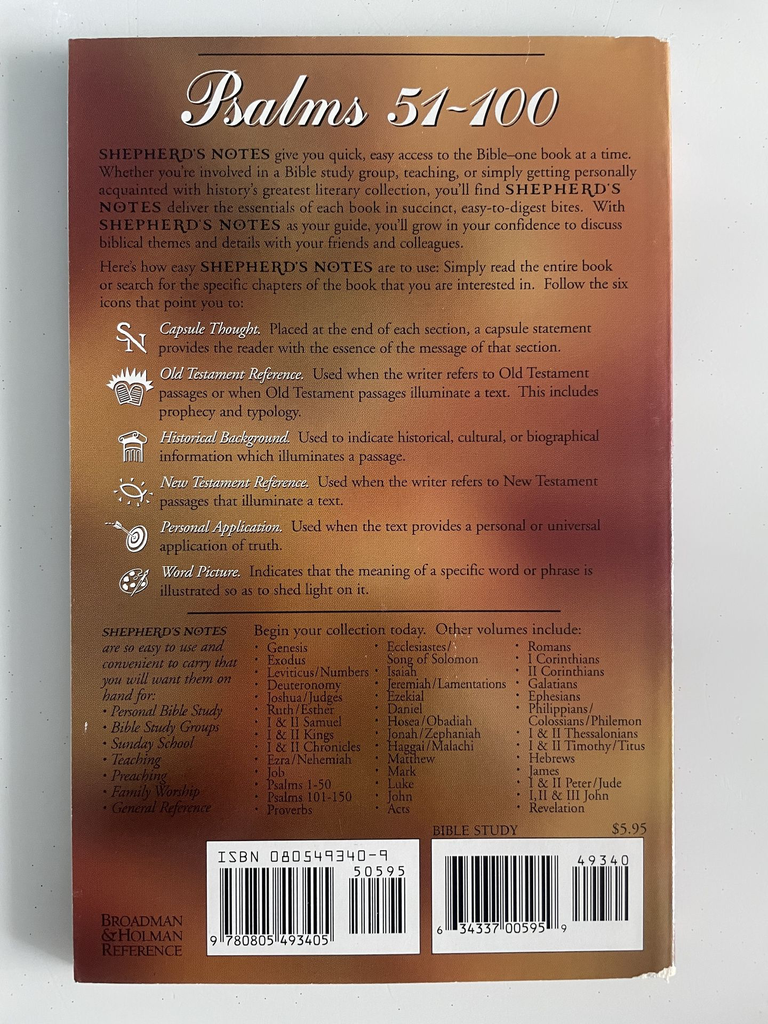 Psalms 51-100
SHEPHERD'S NOTES give you quick, easy access to the Bible–one book at a time.
Whether you're involved in a Bible study group, teaching, or simply getting personally
acquainted with history's greatest literary collection, you'll find SHEPHERD'S
NOTES deliver the essentials of each book in succinct, easy-to-digest bites. With
SHEPHERD'S NOTES as your guide, you'll grow in your confidence to discuss
biblical themes and details with your friends and colleagues.
Here's how easy SHEPHERD'S NOTES are to use: Simply read the entire book
or search for the specific chapters of the book that you are interested in. Follow the six
icons that point you to:
SN
Capsule Thought. Placed at the end of each section, a capsule statement
provides the reader with the essence of the message of that section.
Old Testament Reference. Used when the writer refers to Old Testament
passages or when Old Testament passages illuminate a text. This includes
prophecy and typology.
Historical Background. Used to indicate historical, cultural, or biographical
information which illuminates a passage.
New Testament Reference. Used when the writer refers to New Testament
passages that illuminate a text.
Personal Application. Used when the text provides a personal or universal
application of truth.
Word Picture. Indicates that the meaning of a specific word or phrase is
illustrated so as to shed light on it.
SHEPHERD'S NOTES
are so easy to use and
convenient to carry that
you will want them on
hand for:
• Personal Bible Study
• Bible Study Groups
• Sunday School
• Teaching
• Preaching
• Family Worship
• General Reference
Begin your collection today. Other volumes include:
• Genesis
• Exodus
• Leviticus/Numbers
• Deuteronomy
• Joshua/Judges
• Ruth/Esther
• I & II Samuel
• I & II Kings
• I & II Chronicles
• Ezra/Nehemiah
• Job
• Psalms 1-50
• Psalms 101-150
• Proverbs
• Ecclesiastes/
Song of Solomon
• Isaiah
• Jeremiah/Lamentations
• Ezekial
• Daniel
• Hosea/Obadiah
• Jonah/Zephaniah
• Haggai/Malachi
• Matthew
• Mark
• Luke
• John
• Acts
• Romans
• I Corinthians
• II Corinthians
• Galatians
• Ephesians
• Philippians/
Colossians/Philemon
• I & II Thessalonians
• I & II Timothy/Titus
• Hebrews
• James
• I & II Peter/Jude
• I,II & III John
• Revelation
BIBLE STUDY $5.95
ISBN 080549340-9
50595
9 780805 493405
49340
6 34337 00595 9
BROADMAN
&HOLMAN
REFERENCE